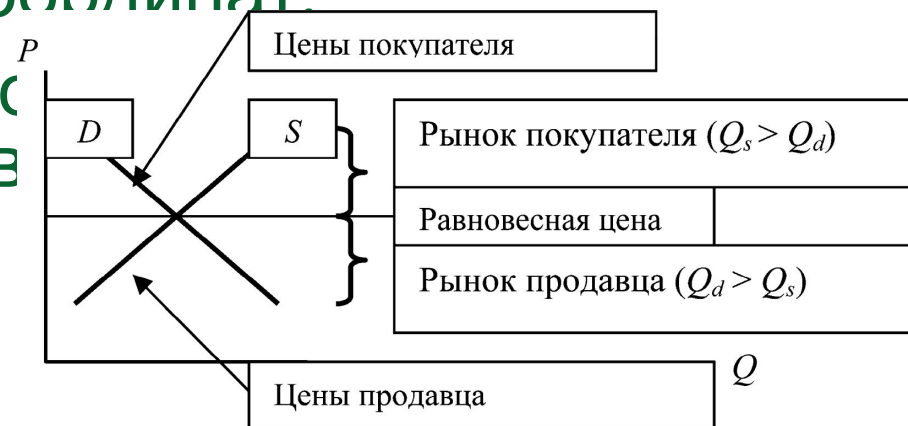 Цены покупателя
P
D
S
Рынок покупателя (Qs > Qd)
Равновесная цена
Рынок продавца (Qd > Qs)
Q
Цены продавца